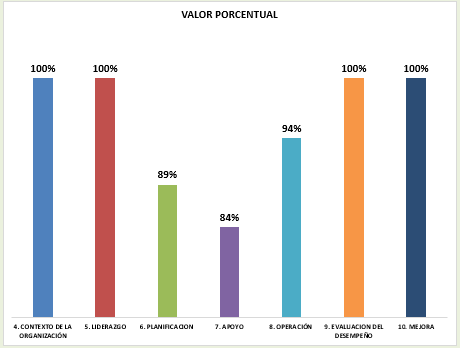 VALOR PORCENTUAL
100%
100%
89%
84%
94%
100%
100%
4. CONTEXTO DE LA
ORGANIZACIÓN
5. LIDERAZGO
6. PLANIFICACION
7. APOYO
8. OPERACIÓN
9. EVALUACION DEL
DESEMPEÑO
10. MEJORA